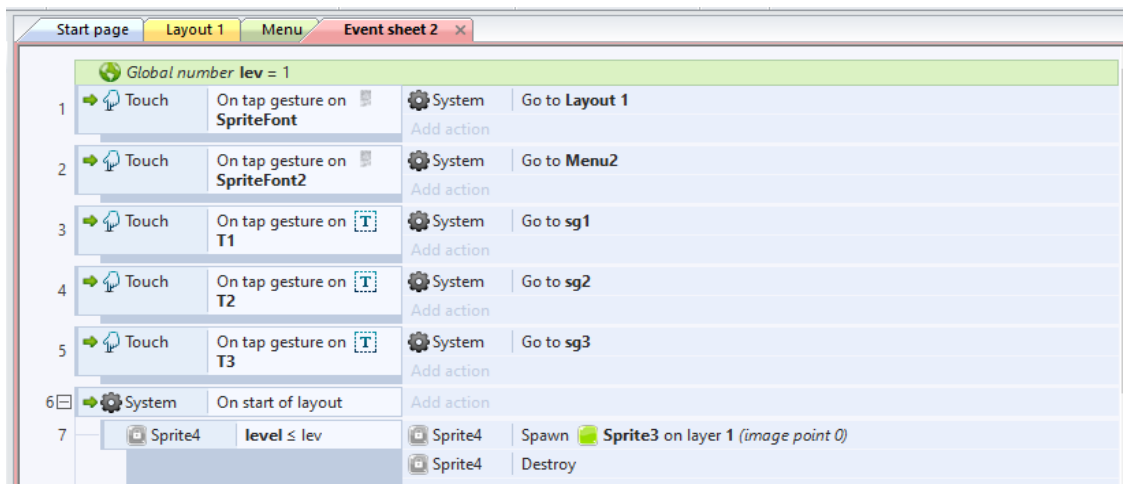 Start page Layout 1 Menu Event sheet 2 ×
Global number lev = 1
1 Touch On tap gesture on SpriteFont System Go to Layout 1
Add action
2 Touch On tap gesture on SpriteFont2 System Go to Menu2
Add action
3 Touch On tap gesture on T T1 System Go to sg1
Add action
4 Touch On tap gesture on T T2 System Go to sg2
Add action
5 Touch On tap gesture on T T3 System Go to sg3
Add action
6 System On start of layout Add action
7 Sprite4 level ≤ lev Sprite4 Spawn Sprite3 on layer 1 (image point 0)
Sprite4 Destroy